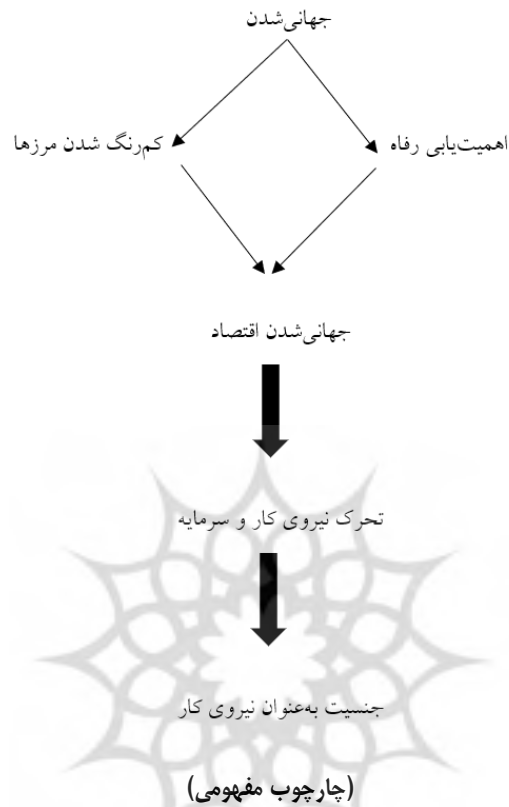 جهانی‌شدن
اهمیت‌یابی رفاه
کم‌رنگ شدن مرزها
جهانی‌شدن اقتصاد
تحرک نیروی کار و سرمایه
جنسیت به‌عنوان نیروی کار
(چارچوب مفهومی)